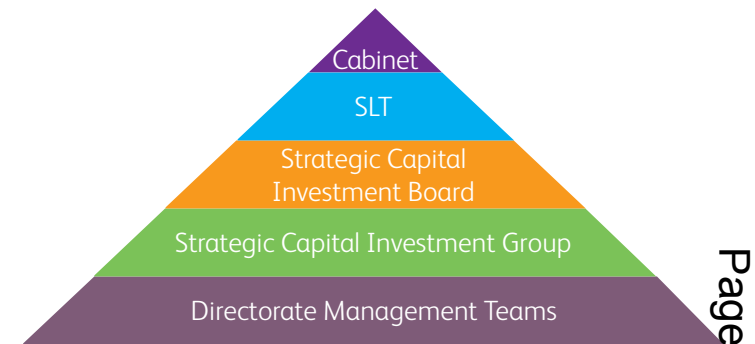 Cabinet
SLT
Strategic Capital
Investment Board
Strategic Capital Investment Group
Directorate Management Teams
Page